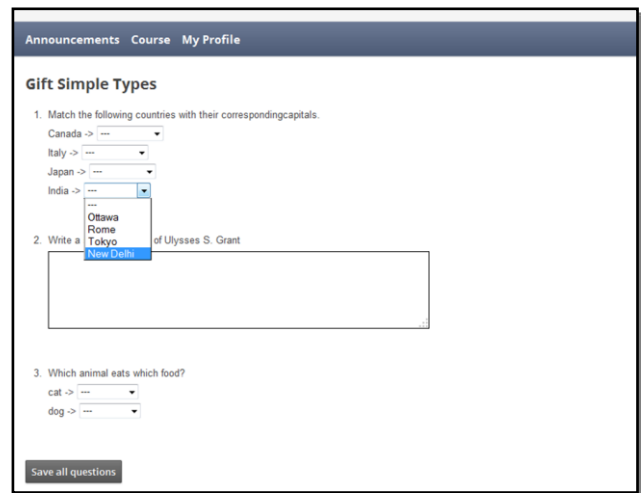 Announcements Course My Profile
Gift Simple Types
1. Match the following countries with their correspondingcapitals.
Canada -> ---
Italy -> ---
Japan -> ---
India -> ---
---
Ottawa
Rome
2. Write a Tokyo of Ulysses S. Grant
New Delhi
3. Which animal eats which food?
cat -> ---
dog -> ---
Save all questions